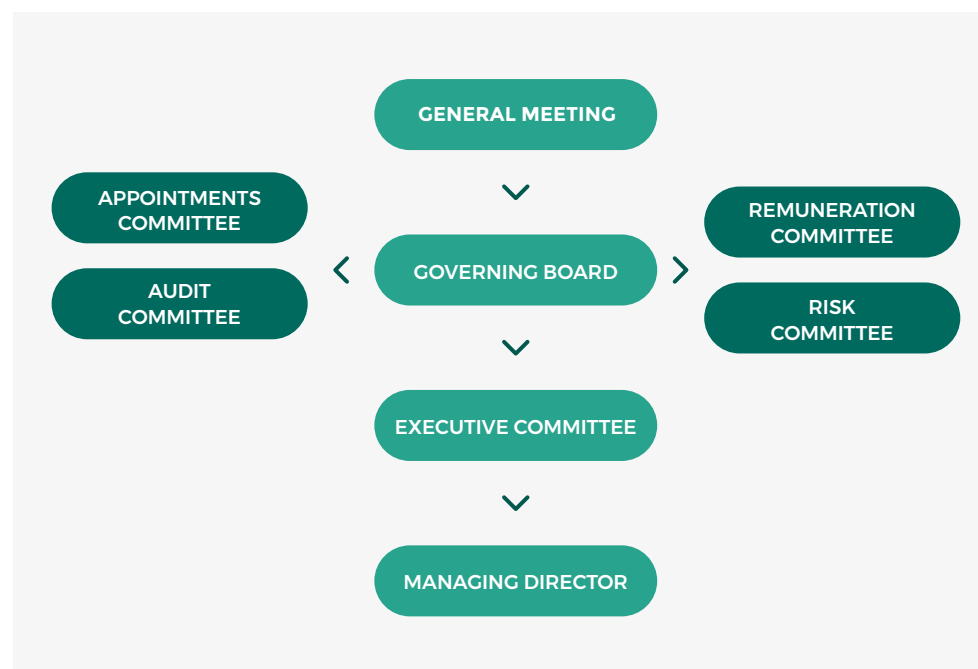 GENERAL MEETING
APPOINTMENTS
COMMITTEE
AUDIT
COMMITTEE
GOVERNING BOARD
REMUNERATION
COMMITTEE
RISK
COMMITTEE
EXECUTIVE COMMITTEE
MANAGING DIRECTOR